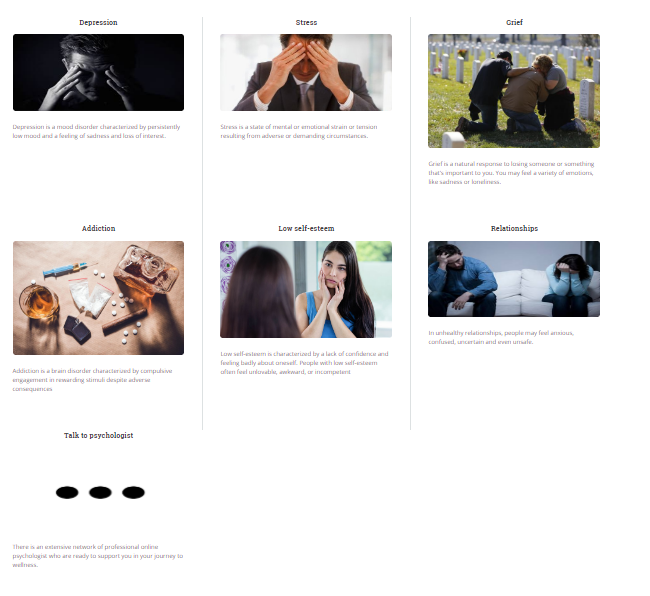 Depression
Stress
Grief
Depression is a mood disorder characterized by persistently
low mood and a feeling of sadness and loss of interest.
Stress is a state of mental or emotional strain or tension
resulting from adverse or demanding circumstances.
Grief is a natural response to losing someone or something
that's important to you. You may feel a variety of emotions,
like sadness or loneliness.
Addiction
Low self-esteem
Relationships
Addiction is a brain disorder characterized by compulsive
engagement in rewarding stimuli despite adverse
consequences
Low self-esteem is characterized by a lack of confidence and
feeling badly about oneself. People with low self-esteem
often feel unlovable, awkward, or incompetent
In unhealthy relationships, people may feel anxious,
confused, uncertain and even unsafe.
Talk to psychologist
There is an extensive network of professional online
psychologist who are ready to support you in your journey to
wellness.